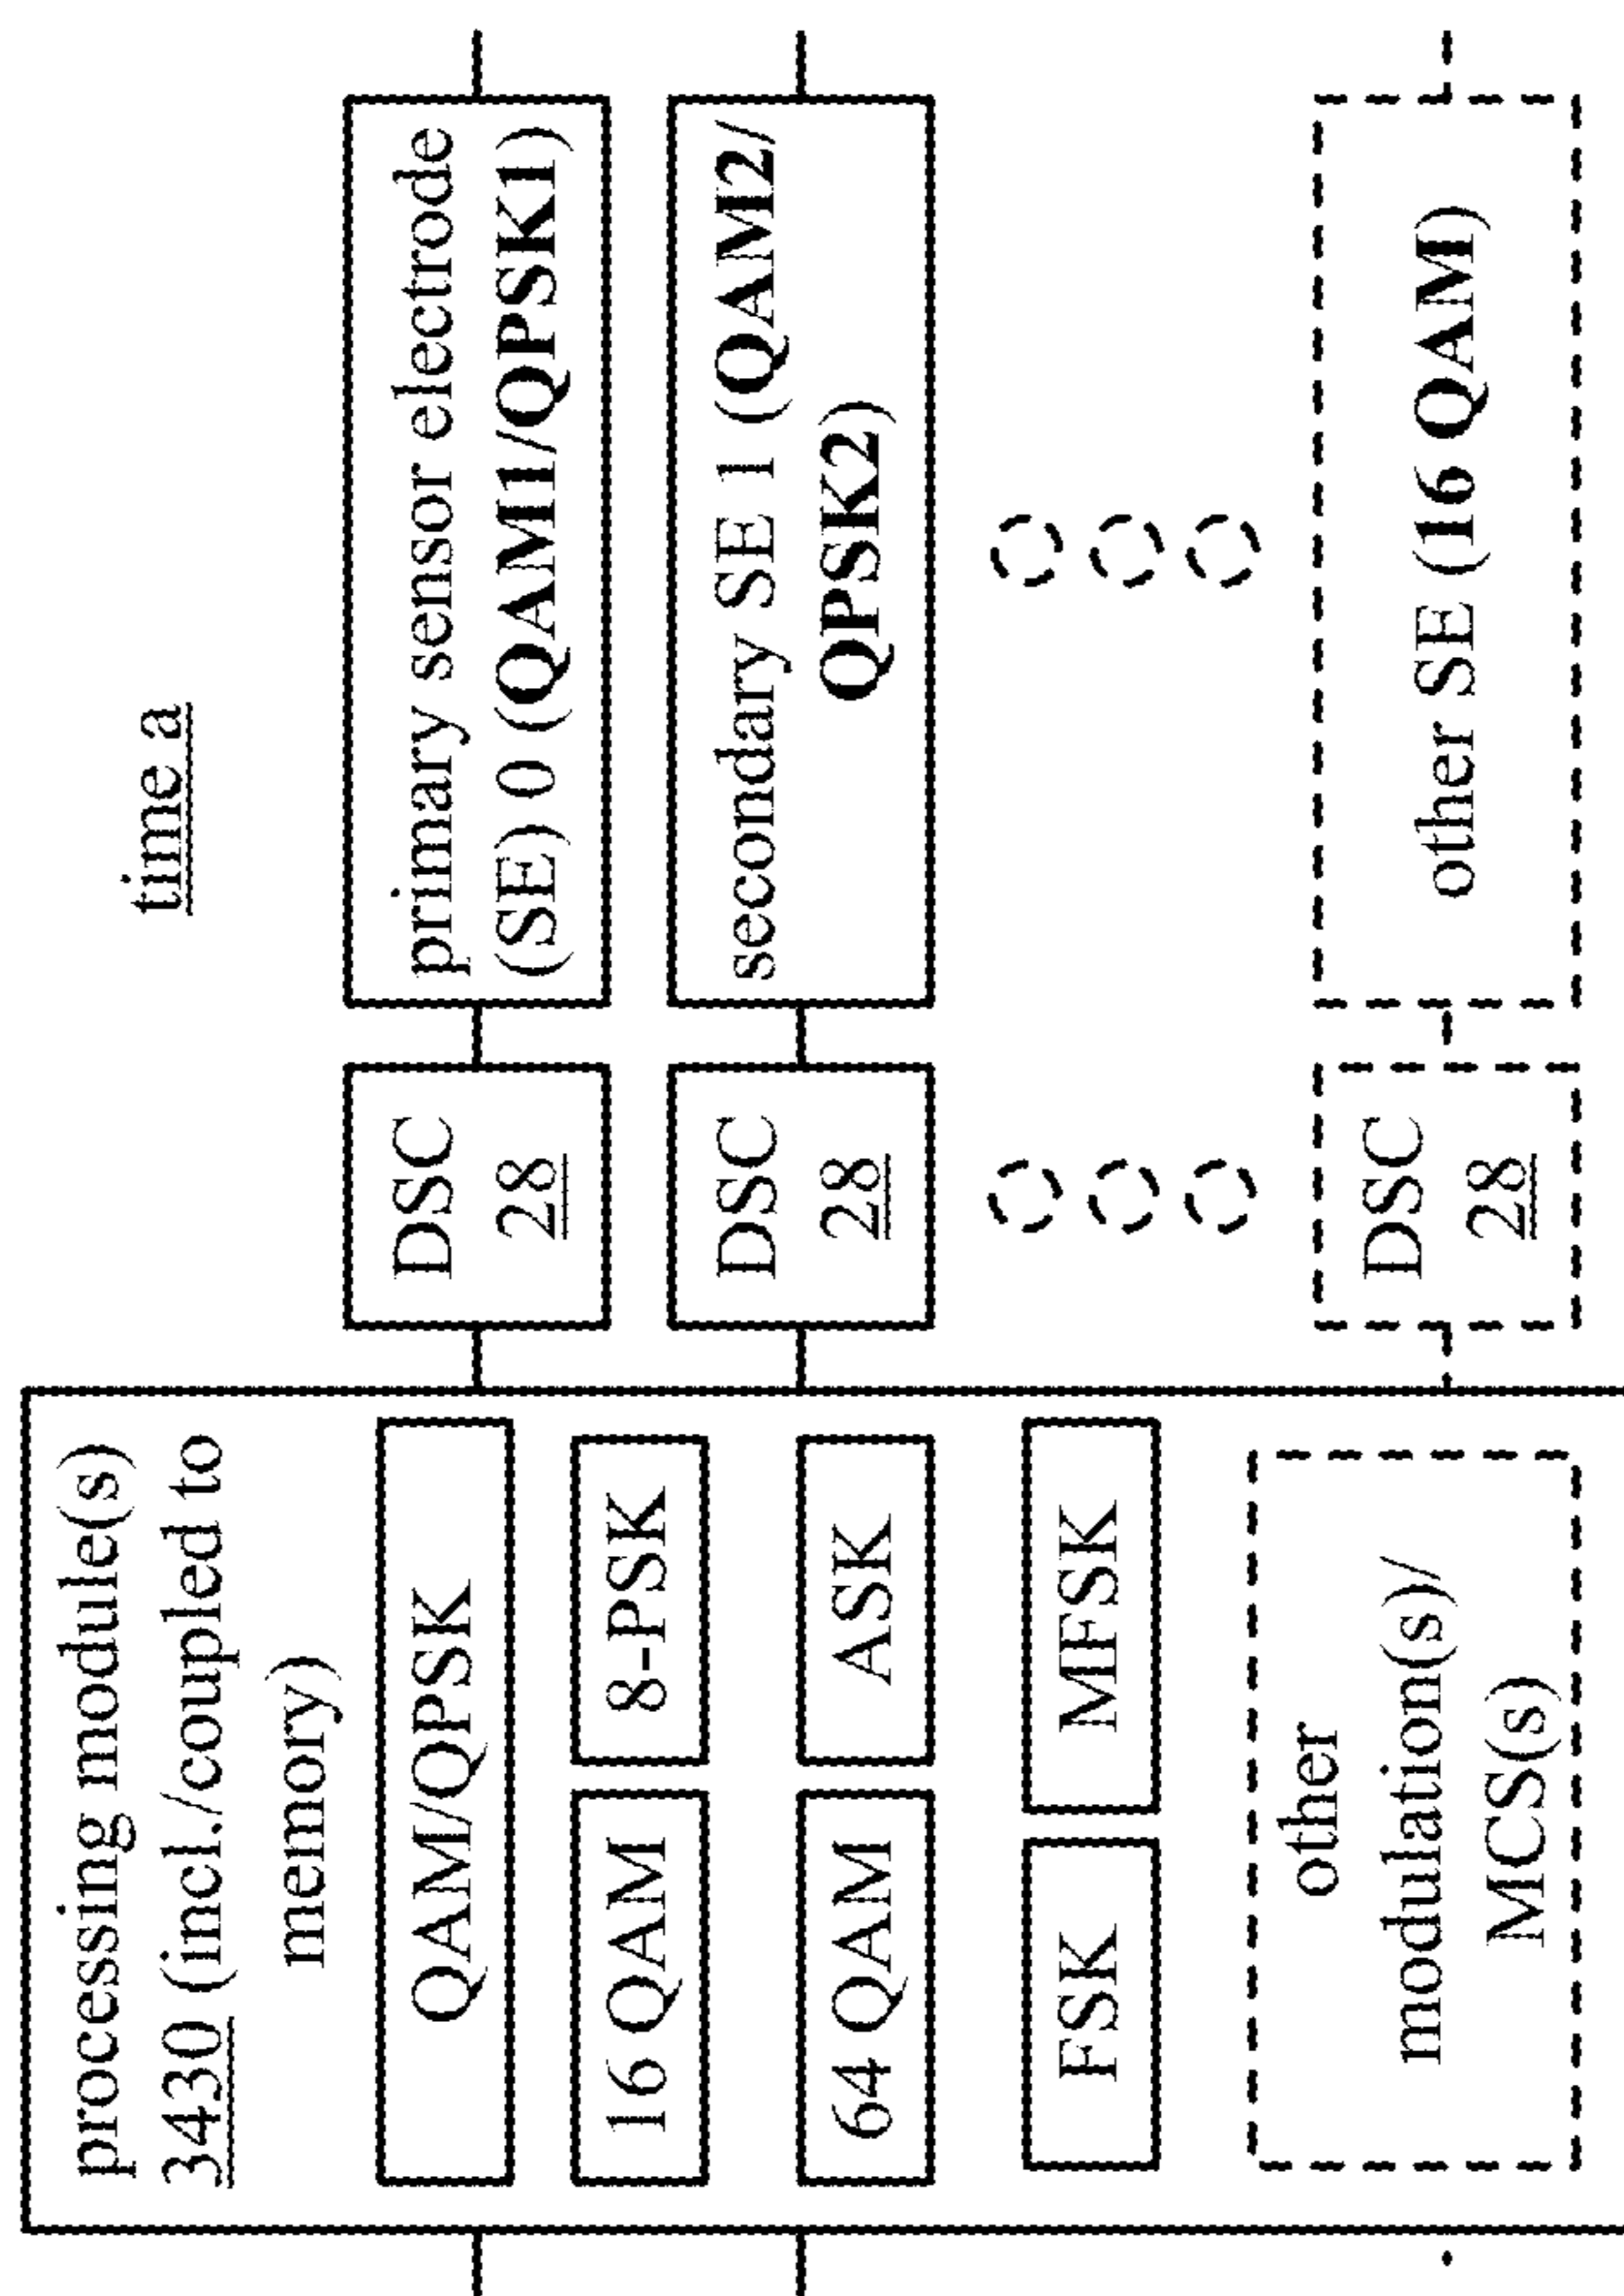 time a
processing module(s)
3430 (incl./coupled to
memory)
QAM/QPSK
16 QAM
8-PSK
64 QAM
ASK
FSK
MFSK
other
modulation(s)/
MCS(s)
DSC
28
primary sensor electrode
(SE) 0 (QAM1/QPSK1)
DSC
28
secondary SE 1 (QAM2/
QPSK2)
DSC
28
other SE (16 QAM)